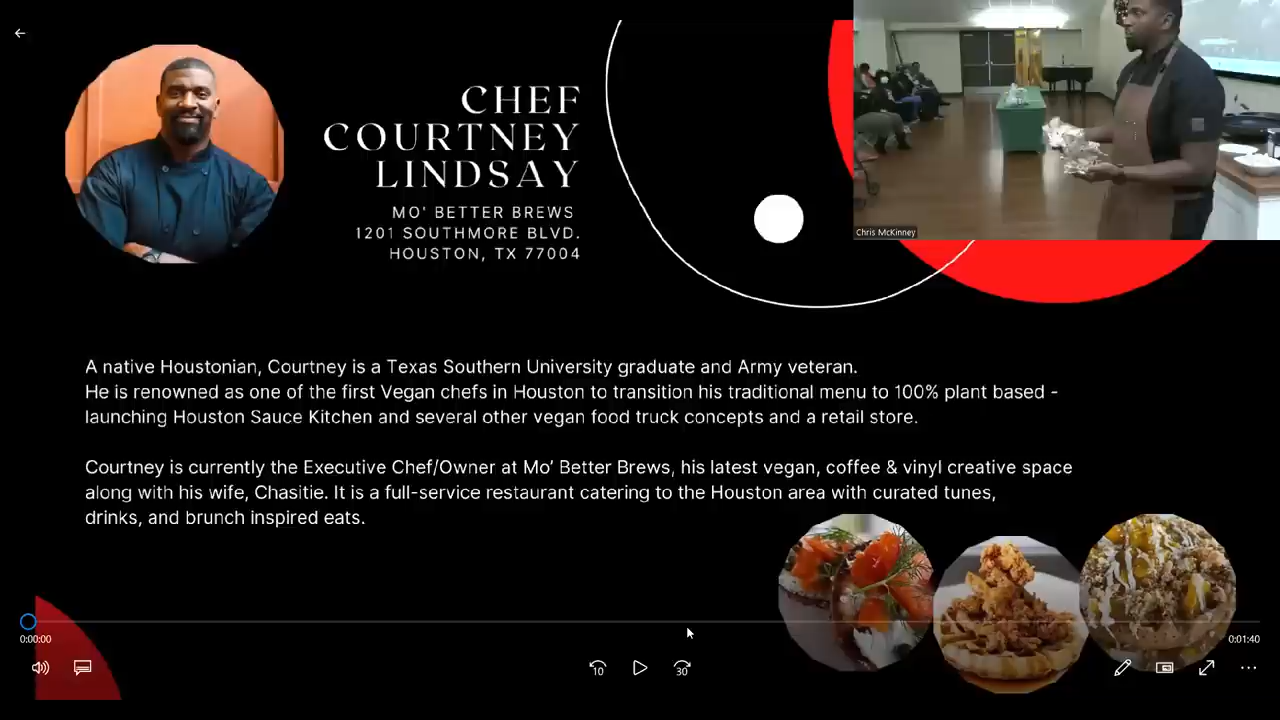 CHEF
COURTNEY
LINDSAY
MO' BETTER BREWS
1201 SOUTHMORE BLVD.
HOUSTON, TX 77004
Chris McKinney
A native Houstonian, Courtney is a Texas Southern University graduate and Army veteran.
He is renowned as one of the first Vegan chefs in Houston to transition his traditional menu to 100% plant based -
launching Houston Sauce Kitchen and several other vegan food truck concepts and a retail store.
Courtney is currently the Executive Chef/Owner at Mo’ Better Brews, his latest vegan, coffee & vinyl creative space
along with his wife, Chasitie. It is a full-service restaurant catering to the Houston area with curated tunes,
drinks, and brunch inspired eats.
0:00:00
0:01:40
10
30